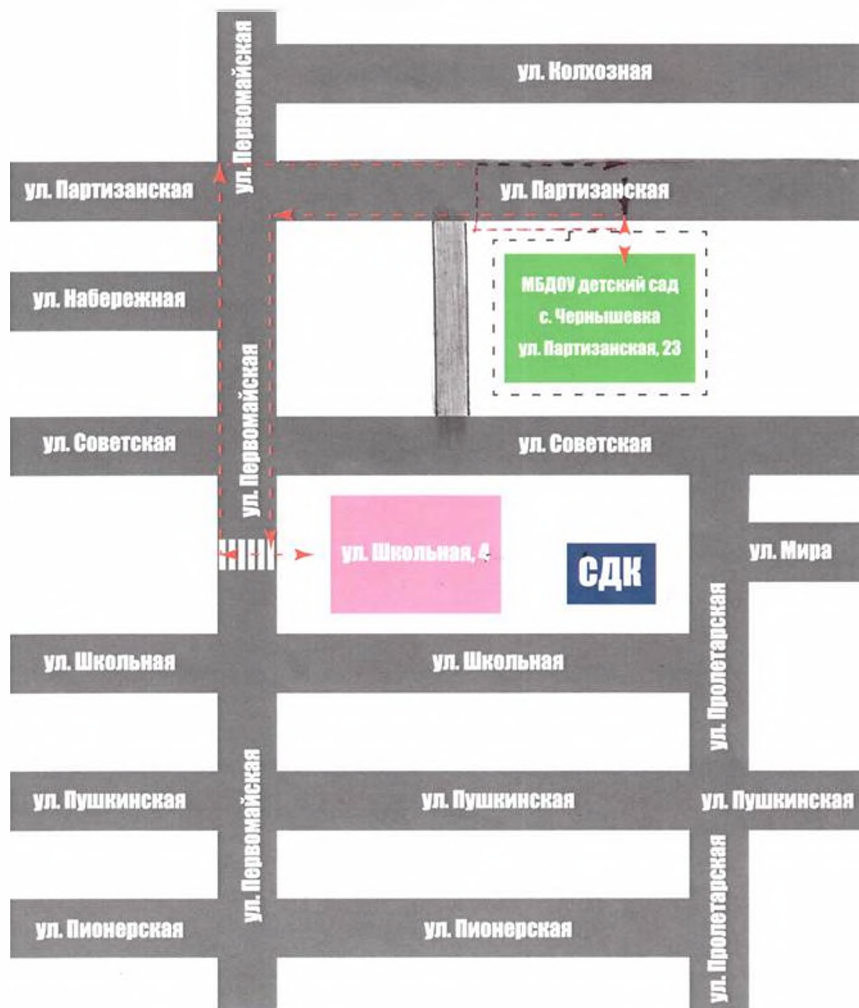 ул. Первомайская
ул. Колхозная
ул. Партизанская
ул. Партизанская
МБДОУ детский сад
с. Чернышевка
ул. Партизанская, 23
ул. Набережная
ул. Первомайская
ул. Советская
ул. Советская
ул. Школьная, 4
СДК
ул. Мира
ул. Школьная
ул. Школьная
ул. Пролетарская
ул. Первомайская
ул. Пушкинская
ул. Пушкинская
ул. Пушкинская
ул. Пионерская
ул. Пионерская
ул. Пролетарская